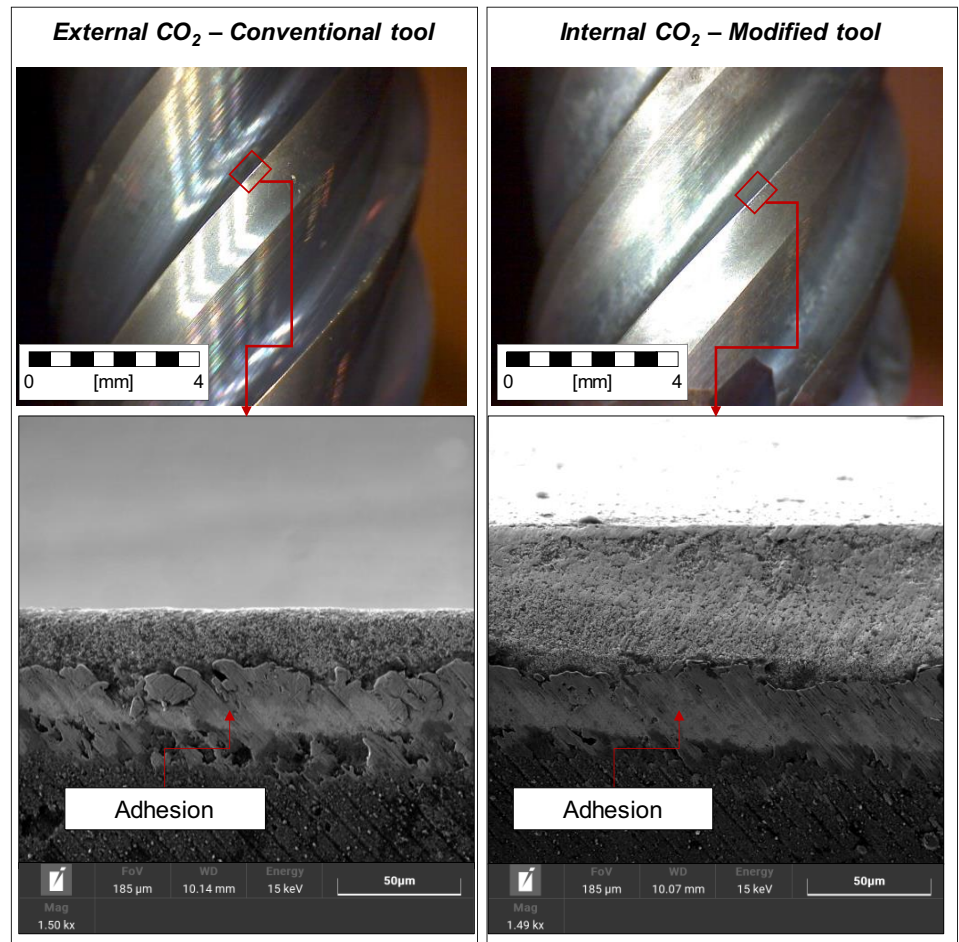 External CO2 – Conventional tool
0 [mm] 4
Adhesion
FoV WD Energy
185 µm 10.14 mm 15 keV 50µm
Mag
1.50 kx
Internal CO2 – Modified tool
0 [mm] 4
Adhesion
FoV WD Energy
185 µm 10.07 mm 15 keV 50µm
Mag
1.49 kx